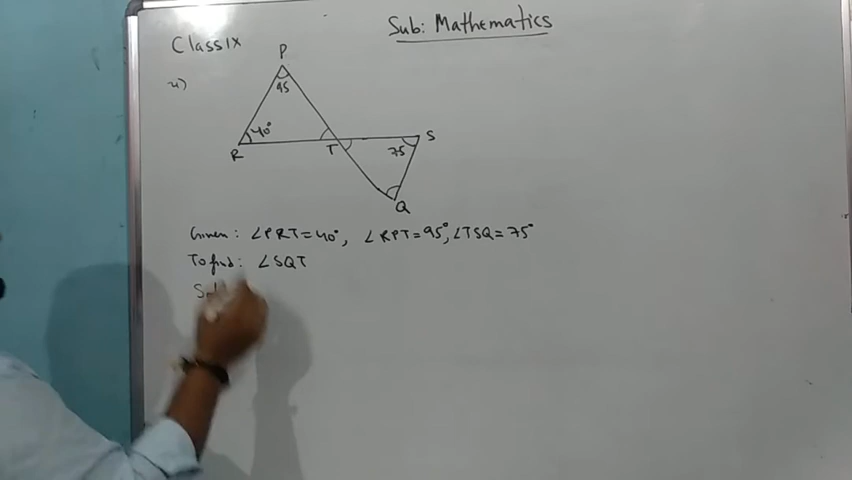 Sub: Mathematics
Class IX
4)
P
95
40°
R
T
75
S
Q
Given: ∠PRT=40°, ∠RPT=95°, ∠TSQ=75°
To find: ∠SQT